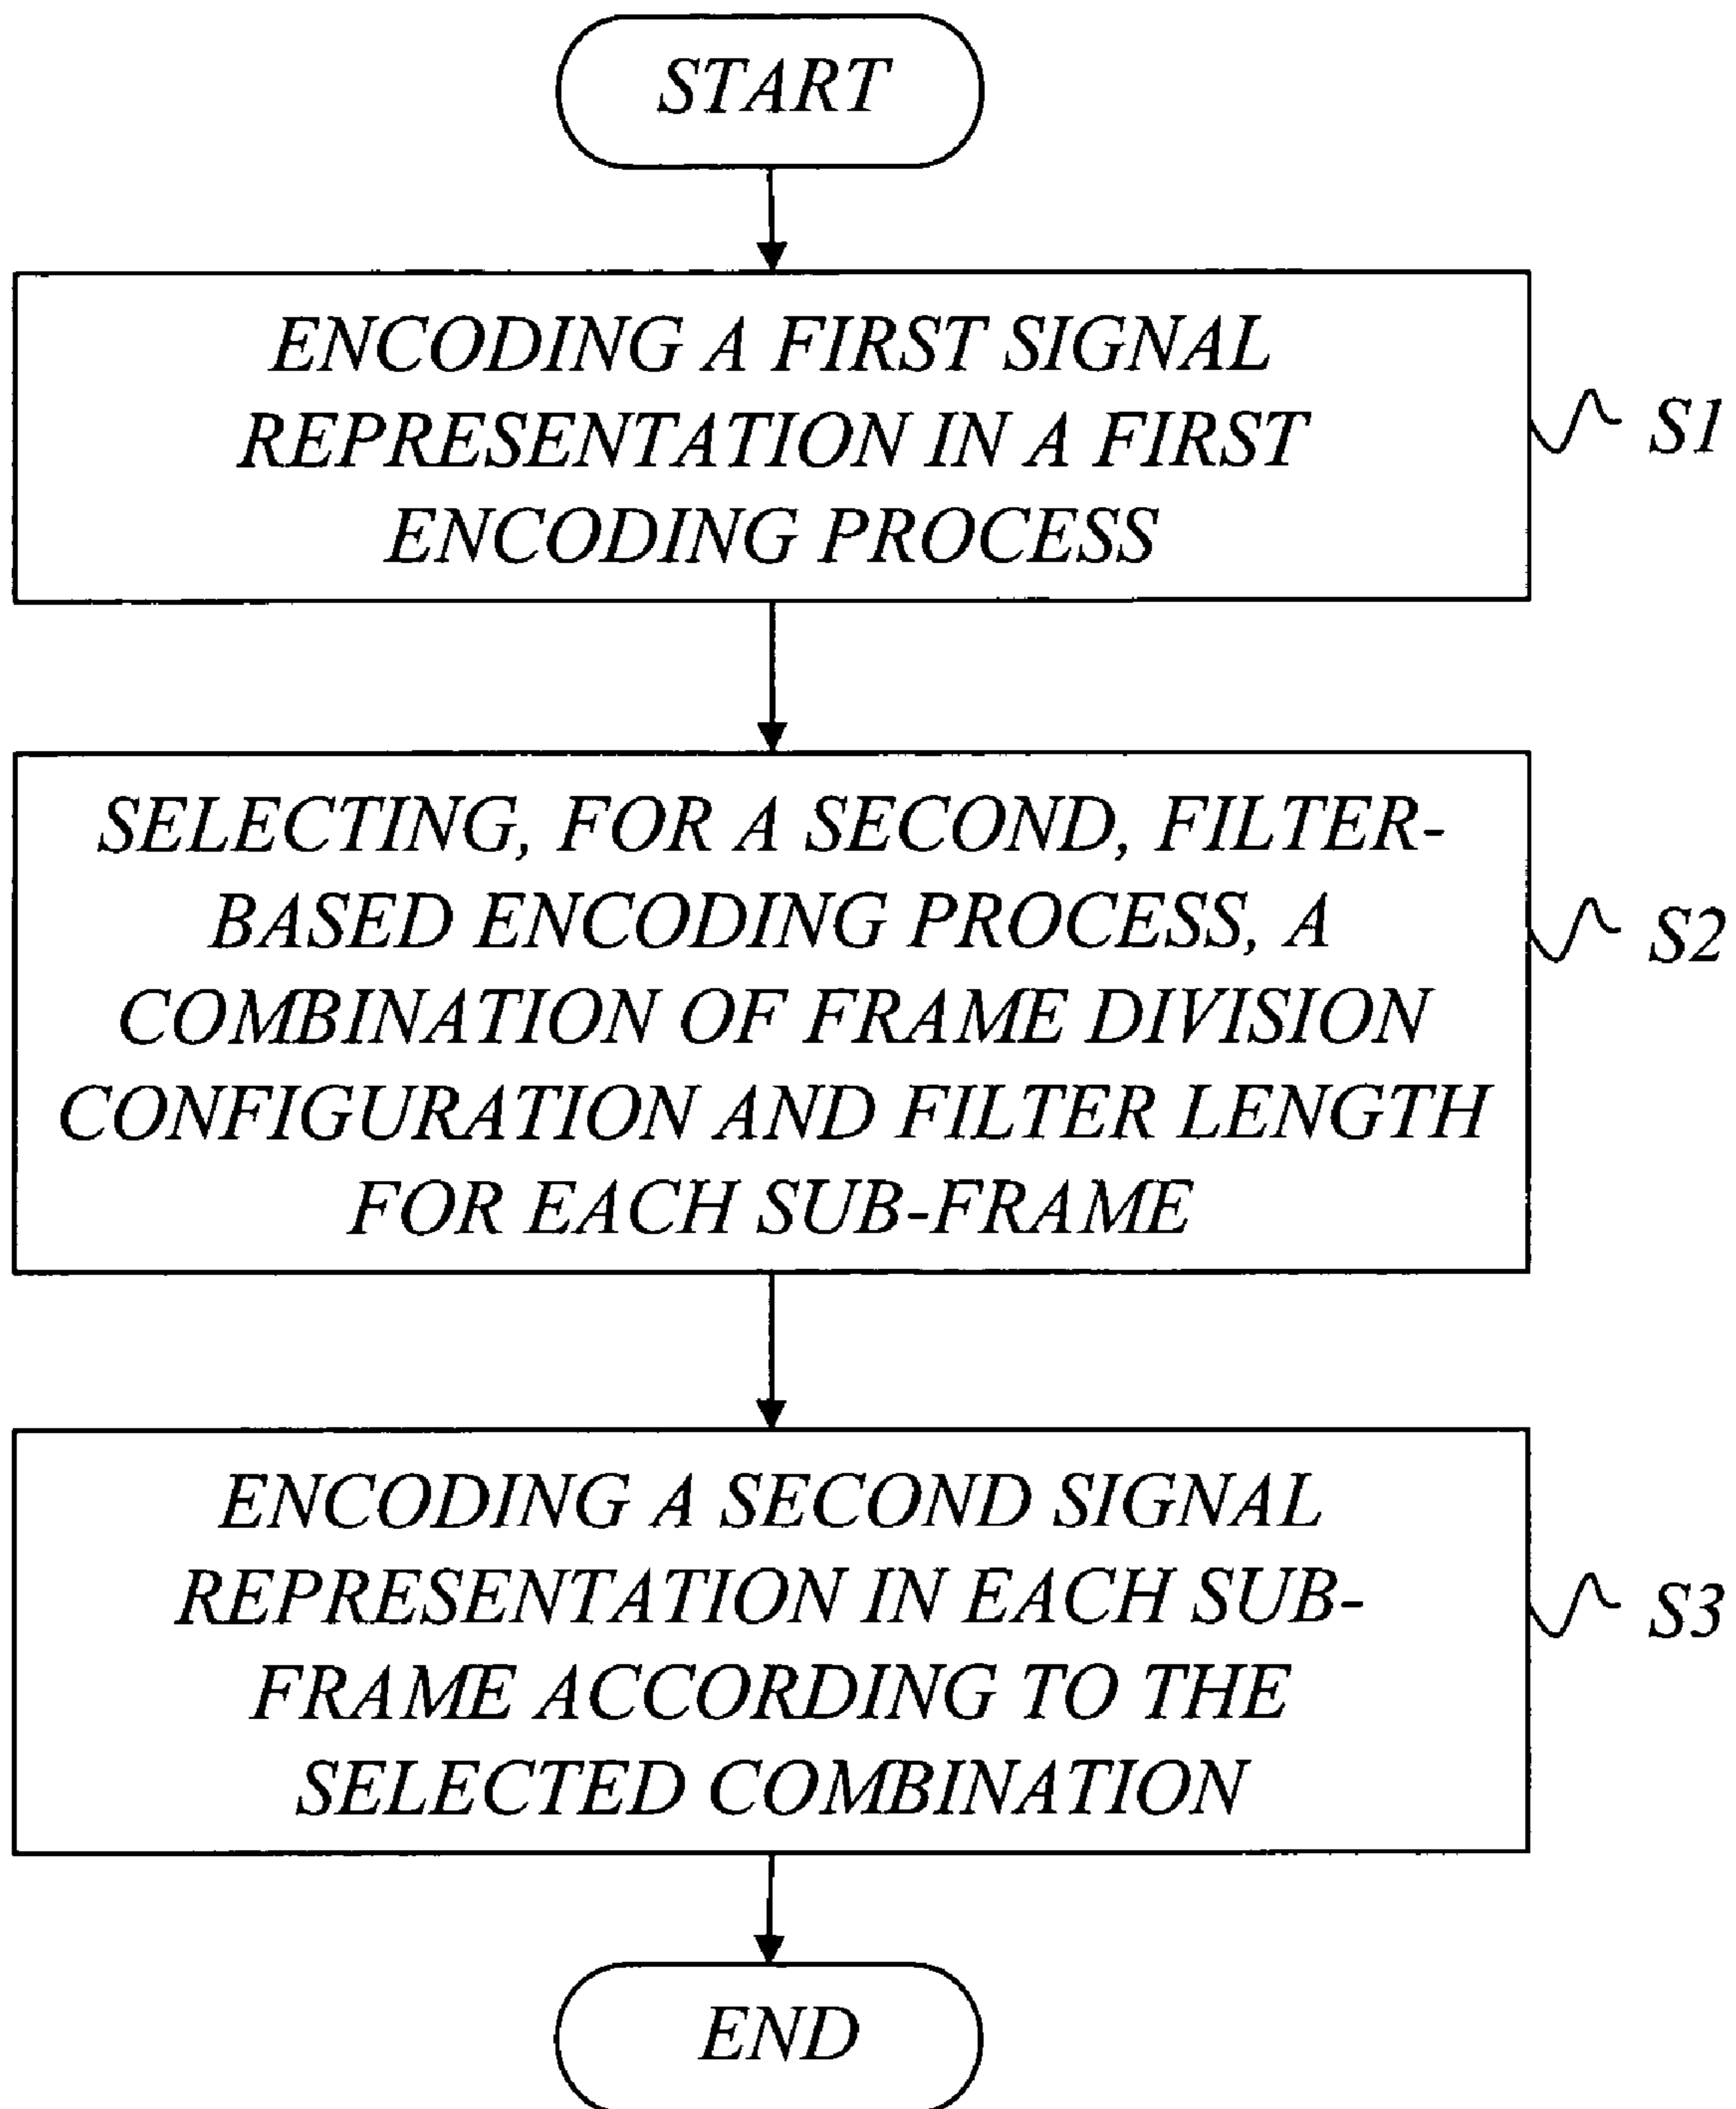 START
ENCODING A FIRST SIGNAL
REPRESENTATION IN A FIRST
ENCODING PROCESS
S1
SELECTING, FOR A SECOND, FILTER-
BASED ENCODING PROCESS, A
COMBINATION OF FRAME DIVISION
CONFIGURATION AND FILTER LENGTH
FOR EACH SUB-FRAME
S2
ENCODING A SECOND SIGNAL
REPRESENTATION IN EACH SUB-
FRAME ACCORDING TO THE
SELECTED COMBINATION
S3
END